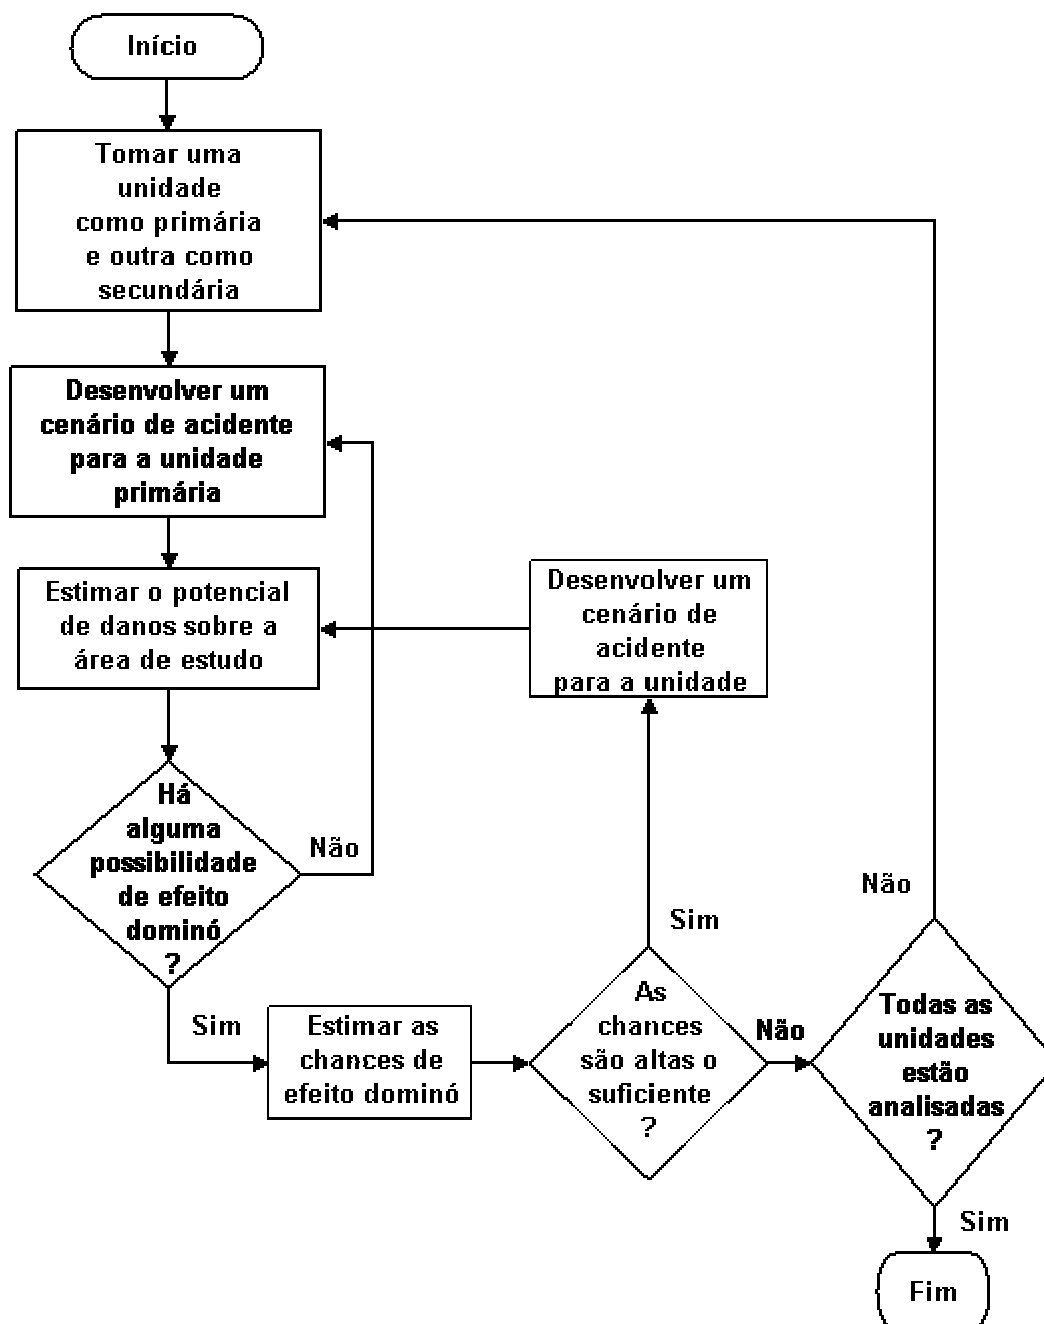 Início
Tomar uma
unidade
como primária
e outra como
secundária
Desenvolver um
cenário de acidente
para a unidade
primária
Estimar o potencial
de danos sobre a
área de estudo
Há
alguma
possibilidade
de efeito
dominó
?
Não
Sim
Estimar as
chances de
efeito dominó
As
chances
são altas o
suficiente
?
Sim
Desenvolver um
cenário de
acidente
para a unidade
Não
Todas as
unidades
estão
analisadas
?
Não
Sim
Fim